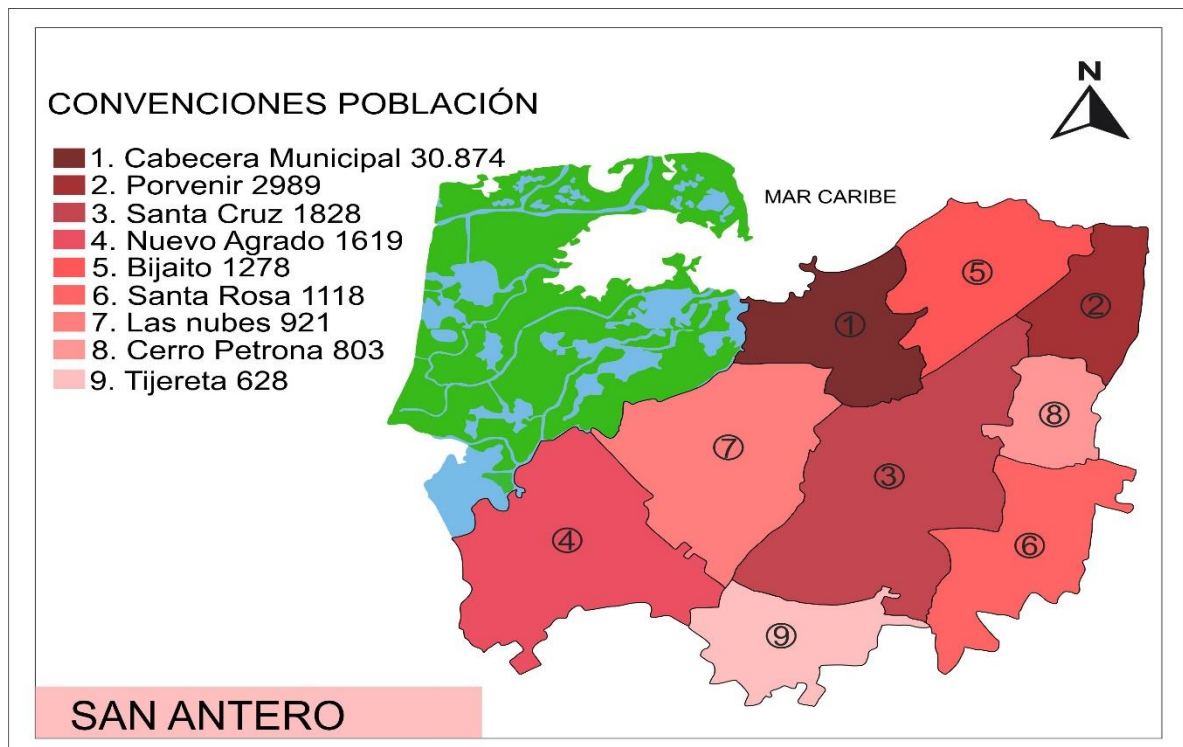 N
CONVENCIONES POBLACIÓN
1. Cabecera Municipal 30.874
2. Porvenir 2989
3. Santa Cruz 1828
4. Nuevo Agrado 1619
5. Bijaito 1278
6. Santa Rosa 1118
7. Las nubes 921
8. Cerro Petrona 803
9. Tijereta 628
MAR CARIBE
5
2
1
8
7
3
4
6
9
SAN ANTERO